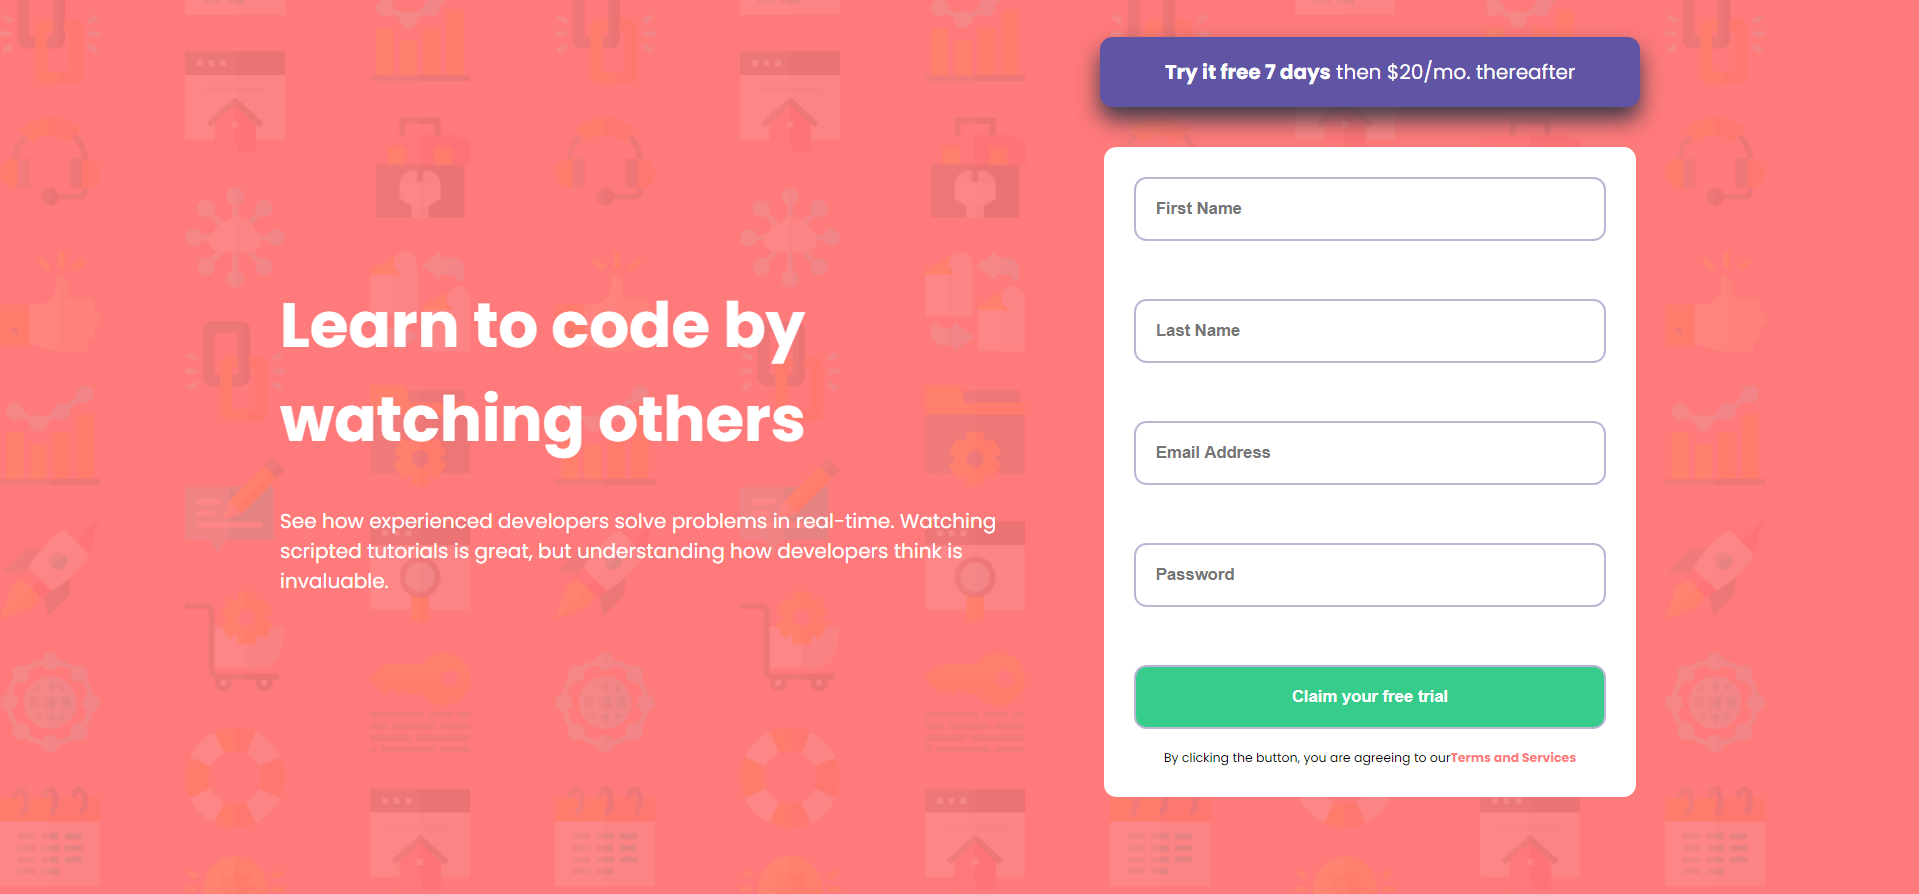 Learn to code by
watching others
See how experienced developers solve problems in real-time. Watching
scripted tutorials is great, but understanding how developers think is
invaluable.
Try it free 7 days then $20/mo. thereafter
First Name
Last Name
Email Address
Password
Claim your free trial
By clicking the button, you are agreeing to ourTerms and Services